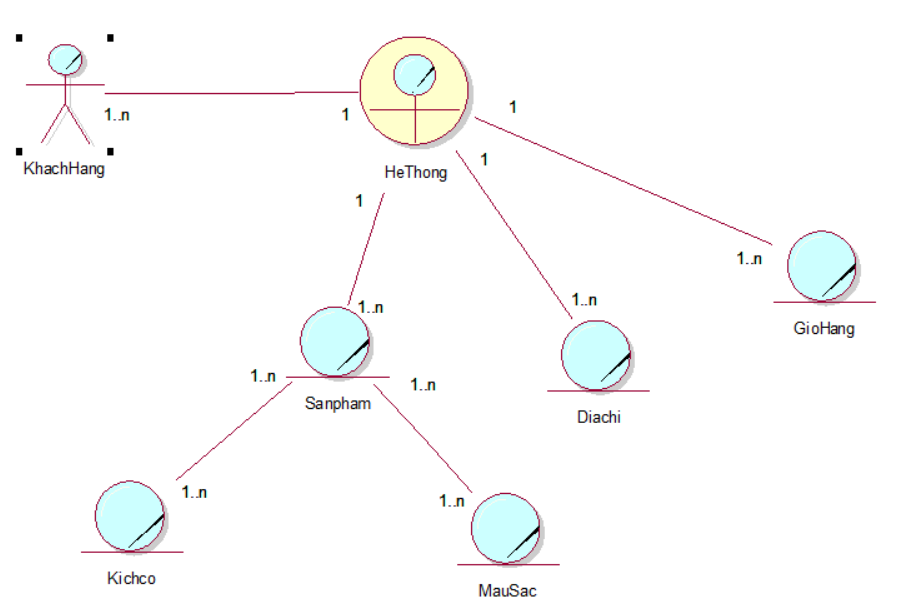 1..n
1
1
KhachHang
HeThong
1
1
1..n
1..n
1..n
GioHang
1..n
1..n
Sanpham
Diachi
1..n
1..n
Kichco
MauSac